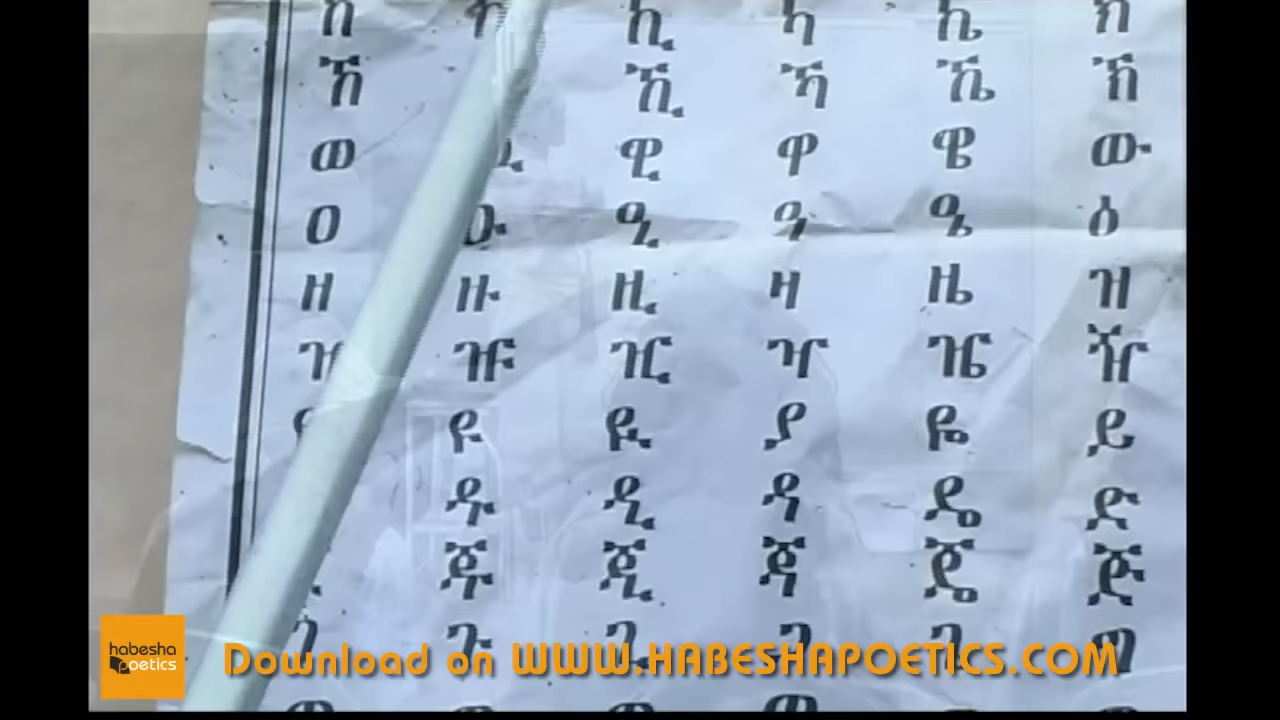 ከ ኪ ካ ኬ ክ
ኸ ኺ ኻ ኼ ኽ
ወ ዊ ዋ ዌ ው
ዐ ዑ ዒ ዓ ዔ ዕ
ዘ ዙ ዚ ዛ ዜ ዝ
ዡ ዢ ዣ ዤ ዥ
ዩ ዪ ያ ዬ ይ
ዱ ዲ ዳ ዴ ድ
ጁ ጂ ጃ ጄ ጅ
ጉ
habesha
poetics
Download on WWW.HABESHAPOETICS.COM